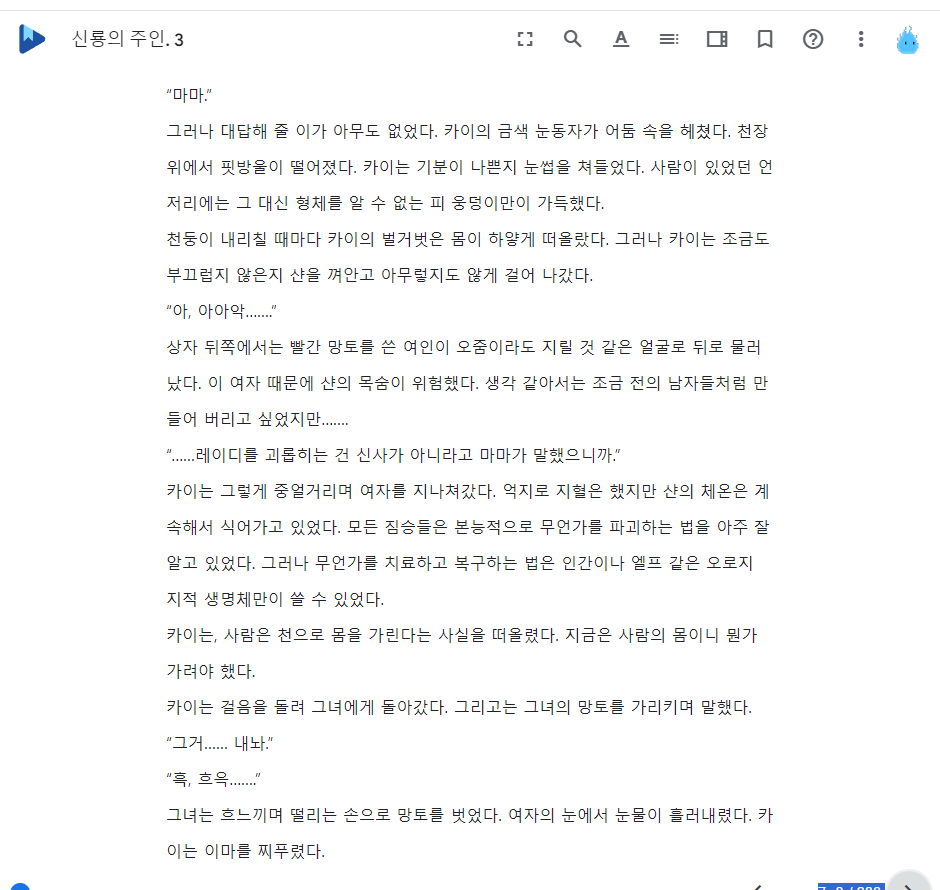 신룡의 주인. 3
“마마.”
그러나 대답해 줄 이가 아무도 없었다. 카이의 금색 눈동자가 어둠 속을 헤쳤다. 천장
위에서 핏방울이 떨어졌다. 카이는 기분이 나쁜지 눈썹을 쳐들었다. 사람이 있었던 언
저리에는 그 대신 형체를 알 수 없는 피 웅덩이만이 가득했다.
천둥이 내리칠 때마다 카이의 벌거벗은 몸이 하얗게 떠올랐다. 그러나 카이는 조금도
부끄럽지 않은지 샨을 껴안고 아무렇지도 않게 걸어 나갔다.
“아, 아아악…….”
상자 뒤쪽에서는 빨간 망토를 쓴 여인이 오줌이라도 지릴 것 같은 얼굴로 뒤로 물러
났다. 이 여자 때문에 샨의 목숨이 위험했다. 생각 같아서는 조금 전의 남자들처럼 만
들어 버리고 싶었지만…….
“……레이디를 괴롭히는 건 신사가 아니라고 마마가 말했으니까.”
카이는 그렇게 중얼거리며 여자를 지나쳐갔다. 억지로 지혈은 했지만 샨의 체온은 계
속해서 식어가고 있었다. 모든 짐승들은 본능적으로 무언가를 파괴하는 법을 아주 잘
알고 있었다. 그러나 무언가를 치료하고 복구하는 법은 인간이나 엘프 같은 오로지
지적 생명체만이 쓸 수 있었다.
카이는, 사람은 천으로 몸을 가린다는 사실을 떠올렸다. 지금은 사람의 몸이니 뭔가
가려야 했다.
카이는 걸음을 돌려 그녀에게 돌아갔다. 그리고는 그녀의 망토를 가리키며 말했다.
“그거…… 내놔.”
“흑, 흐윽…….”
그녀는 흐느끼며 떨리는 손으로 망토를 벗었다. 여자의 눈에서 눈물이 흘러내렸다. 카
이는 이마를 찌푸렸다.